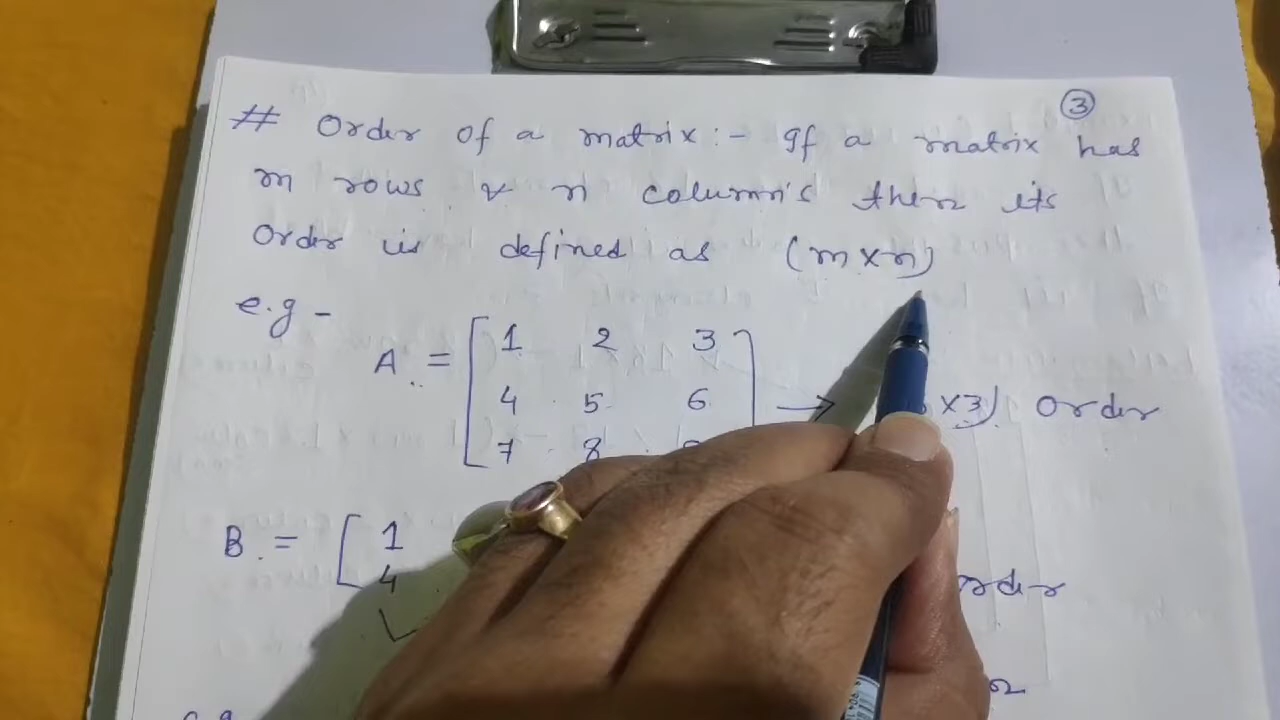 3
# Order of a matrix:- If a matrix has
m rows & n column's then its
order is defined as (m×n)
e.g -
A = [ 1 2 3
4 5 6
7 8
→ ×3) order
B = [ 1
4